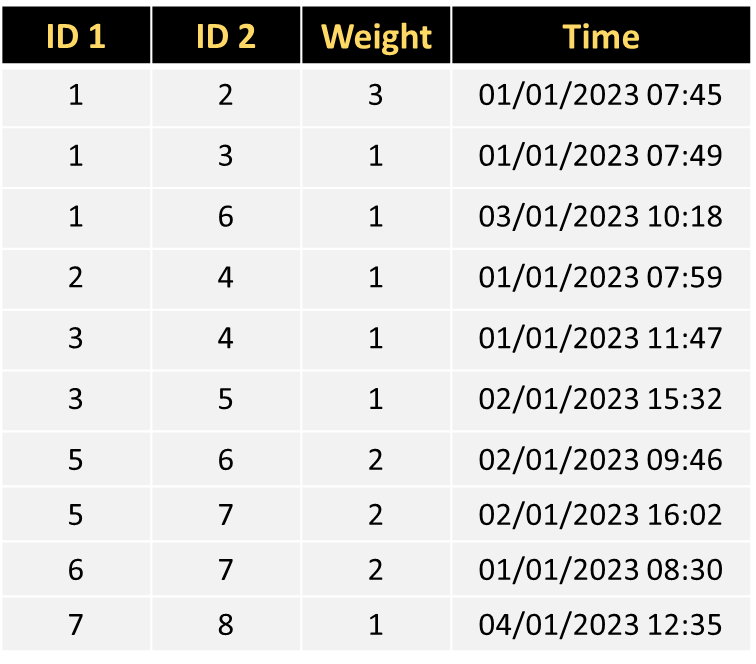 ID 1 ID 2 Weight Time
1 2 3 01/01/2023 07:45
1 3 1 01/01/2023 07:49
1 6 1 03/01/2023 10:18
2 4 1 01/01/2023 07:59
3 4 1 01/01/2023 11:47
3 5 1 02/01/2023 15:32
5 6 2 02/01/2023 09:46
5 7 2 02/01/2023 16:02
6 7 2 01/01/2023 08:30
7 8 1 04/01/2023 12:35